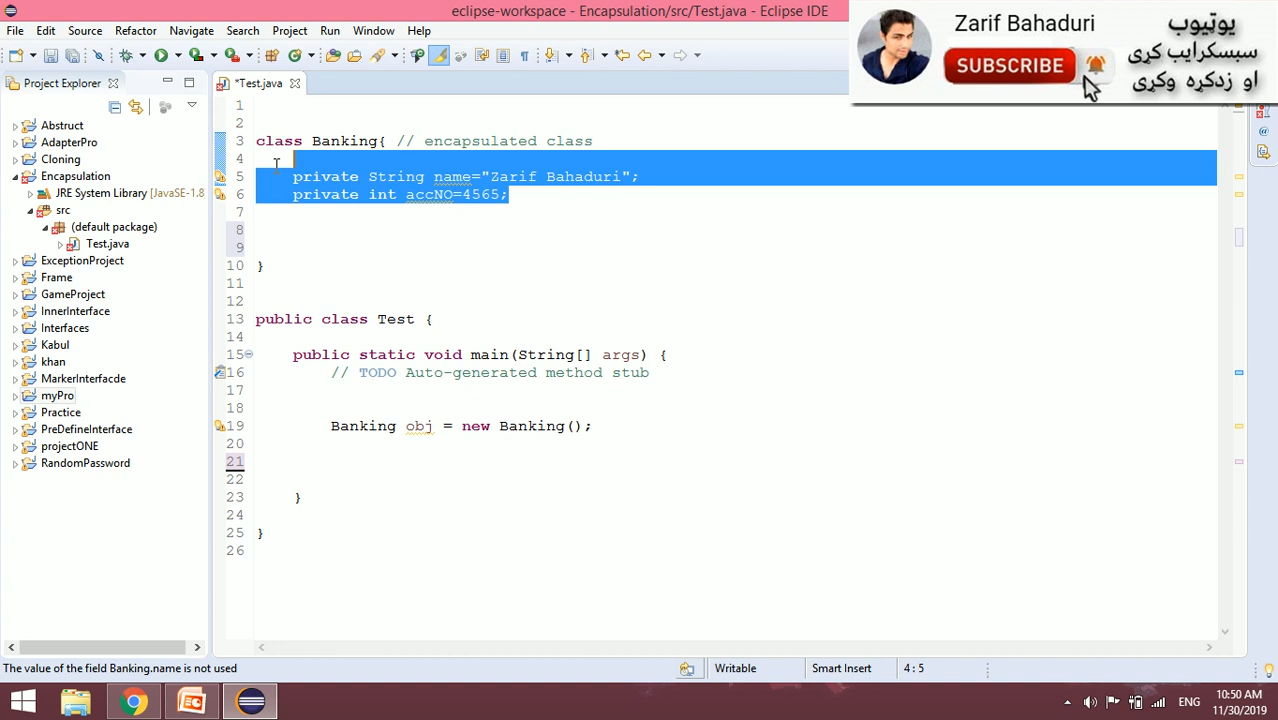 eclipse-workspace - Encapsulation/src/Test.java - Eclipse IDE
File Edit Source Refactor Navigate Search Project Run Window Help
Zarif Bahaduri
SUBSCRIBE
یوټیوب
سبسکرایب کړی
او زدکړه وکړی
Project Explorer
*Test.java
Abstruct
AdapterPro
Cloning
Encapsulation
JRE System Library [JavaSE-1.8
src
(default package)
Test.java
ExceptionProject
Frame
GameProject
InnerInterface
Interfaces
Kabul
khan
MarkerInterfacde
myPro
Practice
PreDefineInterface
projectONE
RandomPassword
1
2
3 class Banking{ // encapsulated class
4
5 private String name="Zarif Bahaduri";
6 private int accNO=4565;
7
8
9
10 }
11
12
13 public class Test {
14
15 public static void main(String[] args) {
16 // TODO Auto-generated method stub
17
18
19 Banking obj = new Banking();
20
21
22
23 }
24
25 }
26
The value of the field Banking.name is not used
Writable
Smart Insert
4 : 5
ENG
10:50 AM
11/30/2019